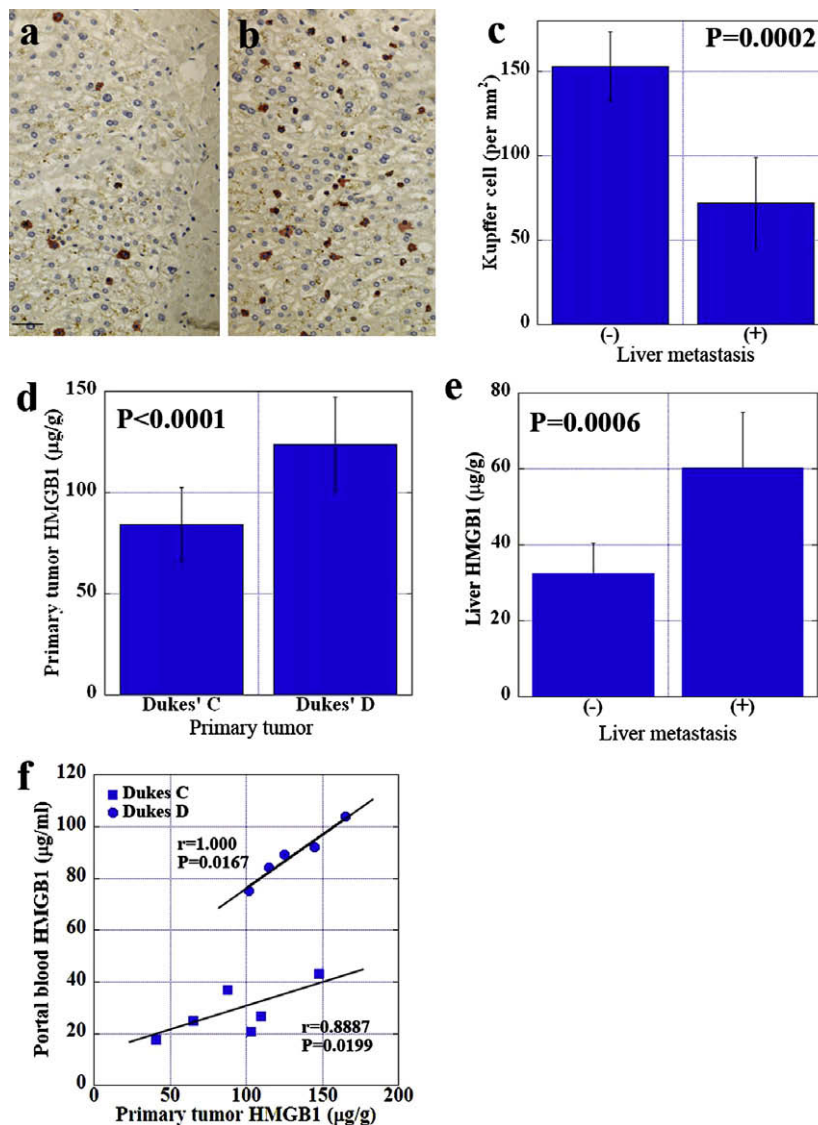 a
b
c
P=0.0002
Kupffer cell (per mm²)
150
100
50
0
(-)
(+)
Liver metastasis
d
P<0.0001
Primary tumor HMGB1 (μg/g)
150
100
50
0
Dukes' C
Dukes' D
Primary tumor
e
P=0.0006
Liver HMGB1 (μg/g)
80
60
40
20
0
(-)
(+)
Liver metastasis
f
Portal blood HMGB1 (μg/ml)
120
100
80
60
40
20
0
Dukes C
Dukes D
r=1.000
P=0.0167
r=0.8887
P=0.0199
0
50
100
150
200
Primary tumor HMGB1 (μg/g)